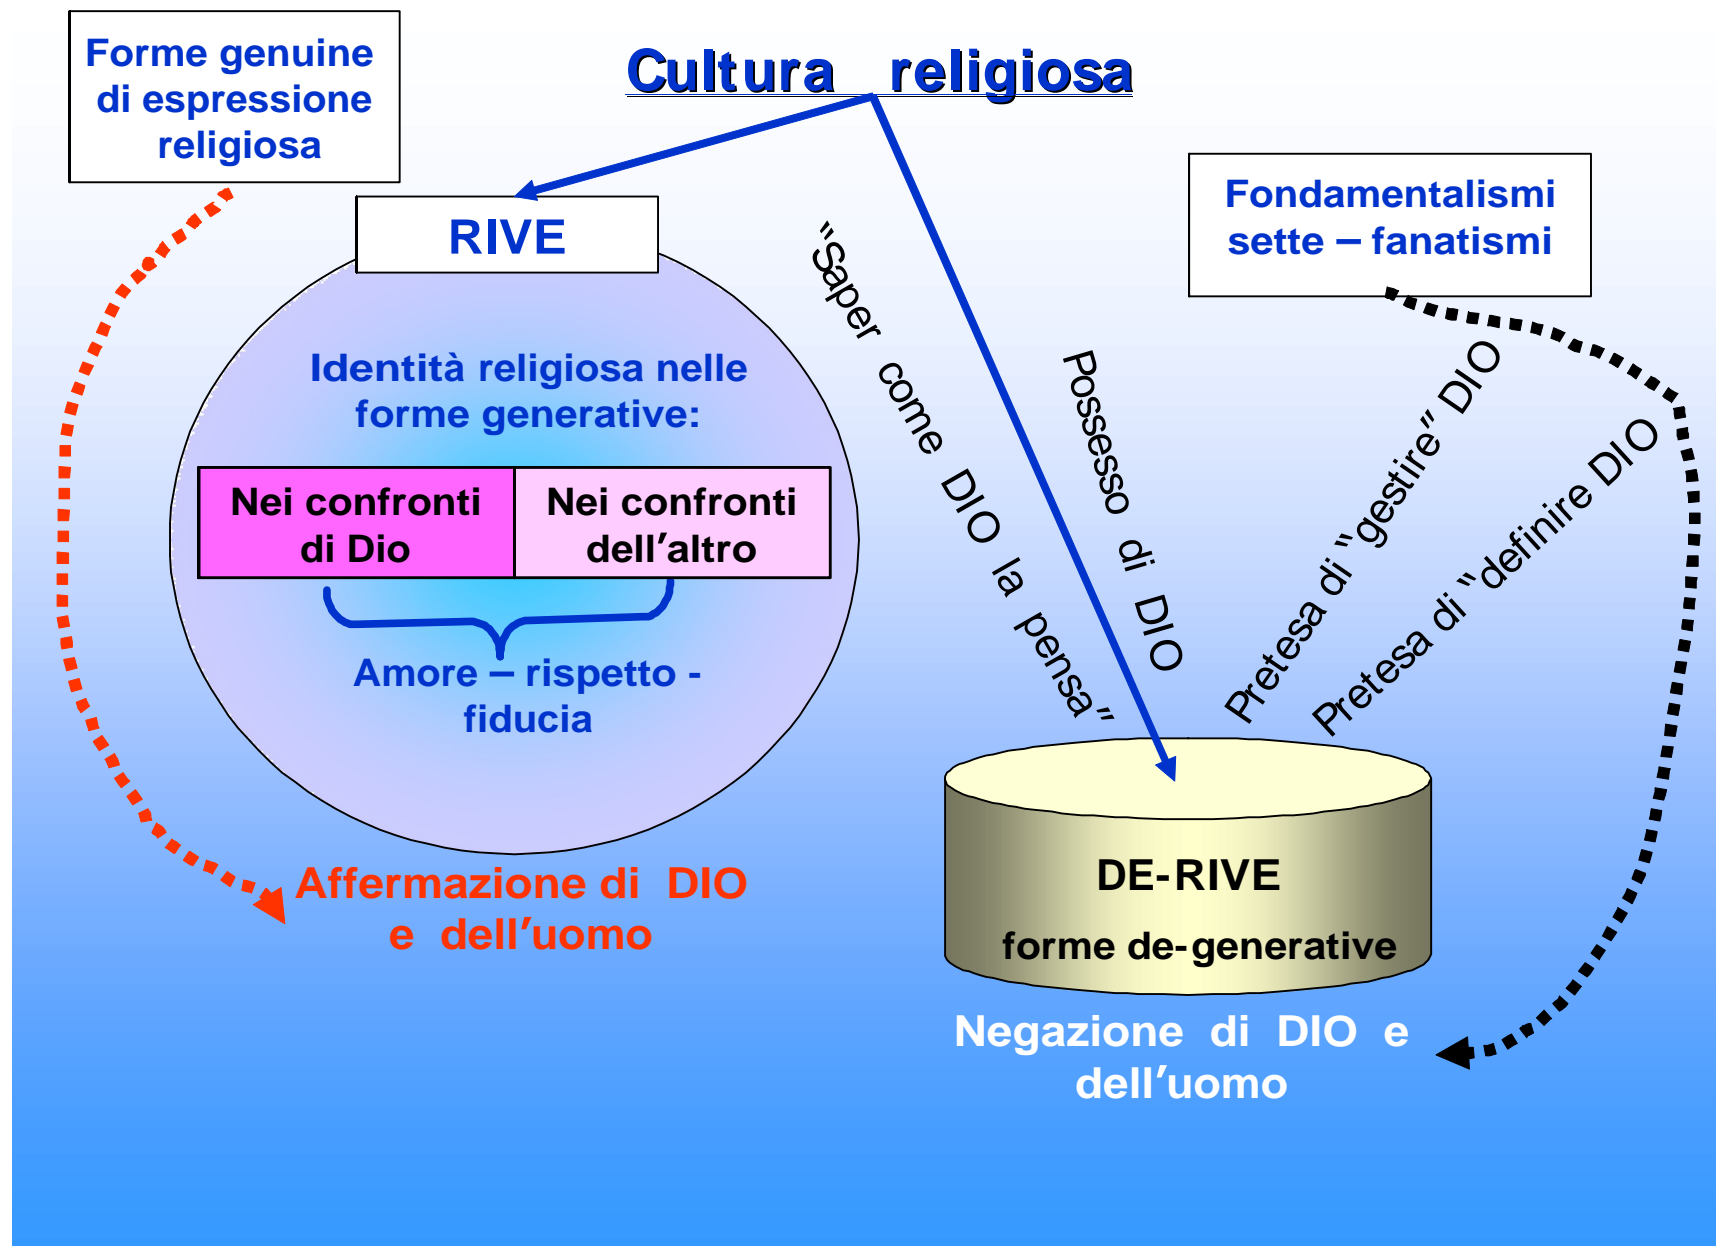 Forme genuine
di espressione
religiosa
Cultura religiosa
Fondamentalismi
sette – fanatismi
RIVE
Identità religiosa nelle
forme generative:
Nei confronti
di Dio
Nei confronti
dell’altro
Amore – rispetto -
fiducia
“Saper come DIO la pensa”
Possesso di DIO
Pretesa di “gestire” DIO
Pretesa di “definire DIO
Affermazione di DIO
e dell’uomo
DE-RIVE
forme de-generative
Negazione di DIO e
dell’uomo